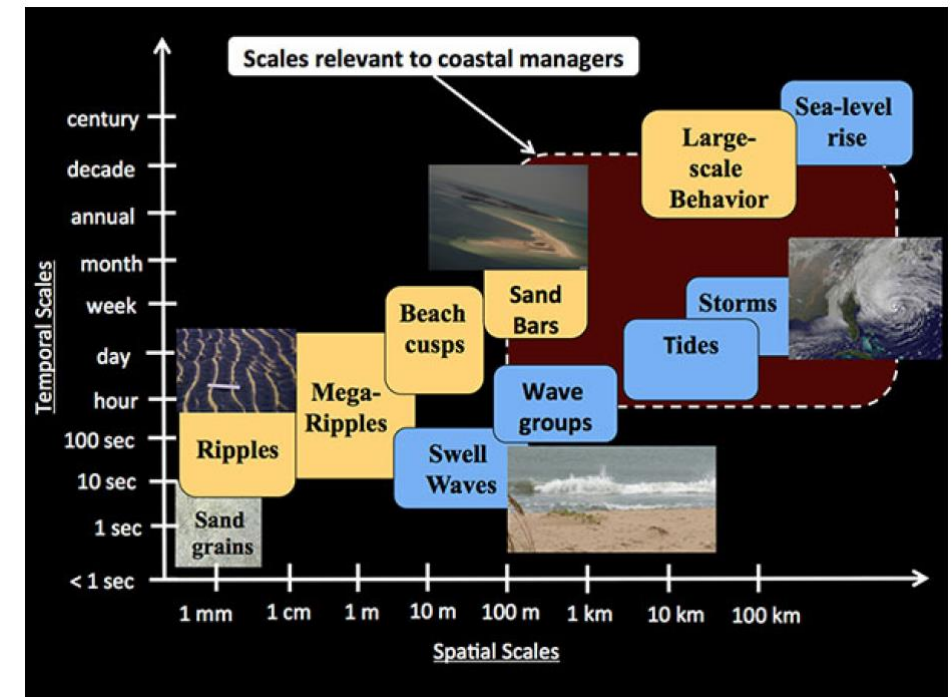 Scales relevant to coastal managers
Temporal Scales
century
decade
annual
month
week
day
hour
100 sec
10 sec
1 sec
< 1 sec
Sea-level
rise
Large-
scale
Behavior
Storms
Tides
Sand
Bars
Beach
cusps
Wave
groups
Mega-
Ripples
Swell
Waves
Ripples
Sand
grains
1 mm
1 cm
1 m
10 m
100 m
1 km
10 km
100 km
Spatial Scales